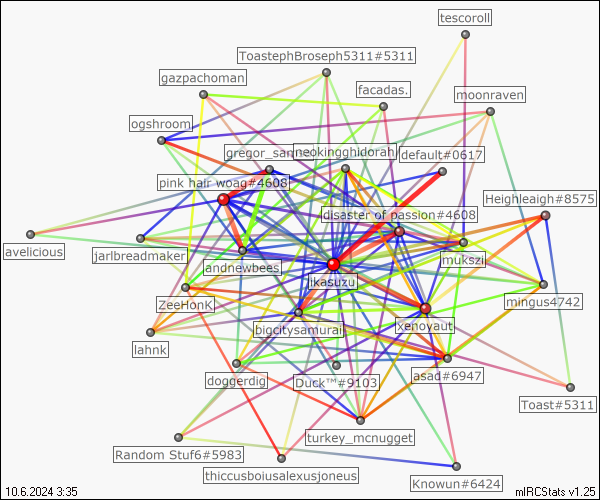 tescoroll
ToastephBroseph5311#5311
gazpachoman
facadas.
moonraven
ogshroom
neokingghidorah
default#0617
pink hair woag#4608
Heighleaigh#8575
disaster of passion#4608
avelicious
jarlbreadmaker
mukszi
andnewbees
ikasuzu
ZeeHonK
mingus4742
bigcitysamurai
xenoyaut
lahnk
doggerdig
Duck™#9103
asad#6947
Toast#5311
turkey_mcnugget
Random Stuf6#5983
thiccusboiusalexusjoneus
Knowun#6424
10.6.2024 3:35
mIRCStats v1.25